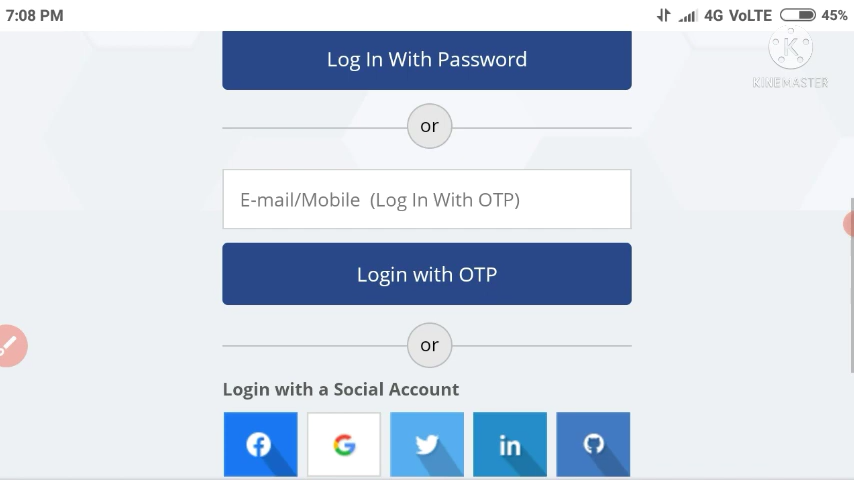 7:08 PM 4G VoLTE 45%
Log In With Password
K
KINEMASTER
or
E-mail/Mobile (Log In With OTP)
Login with OTP
or
Login with a Social Account
f G in